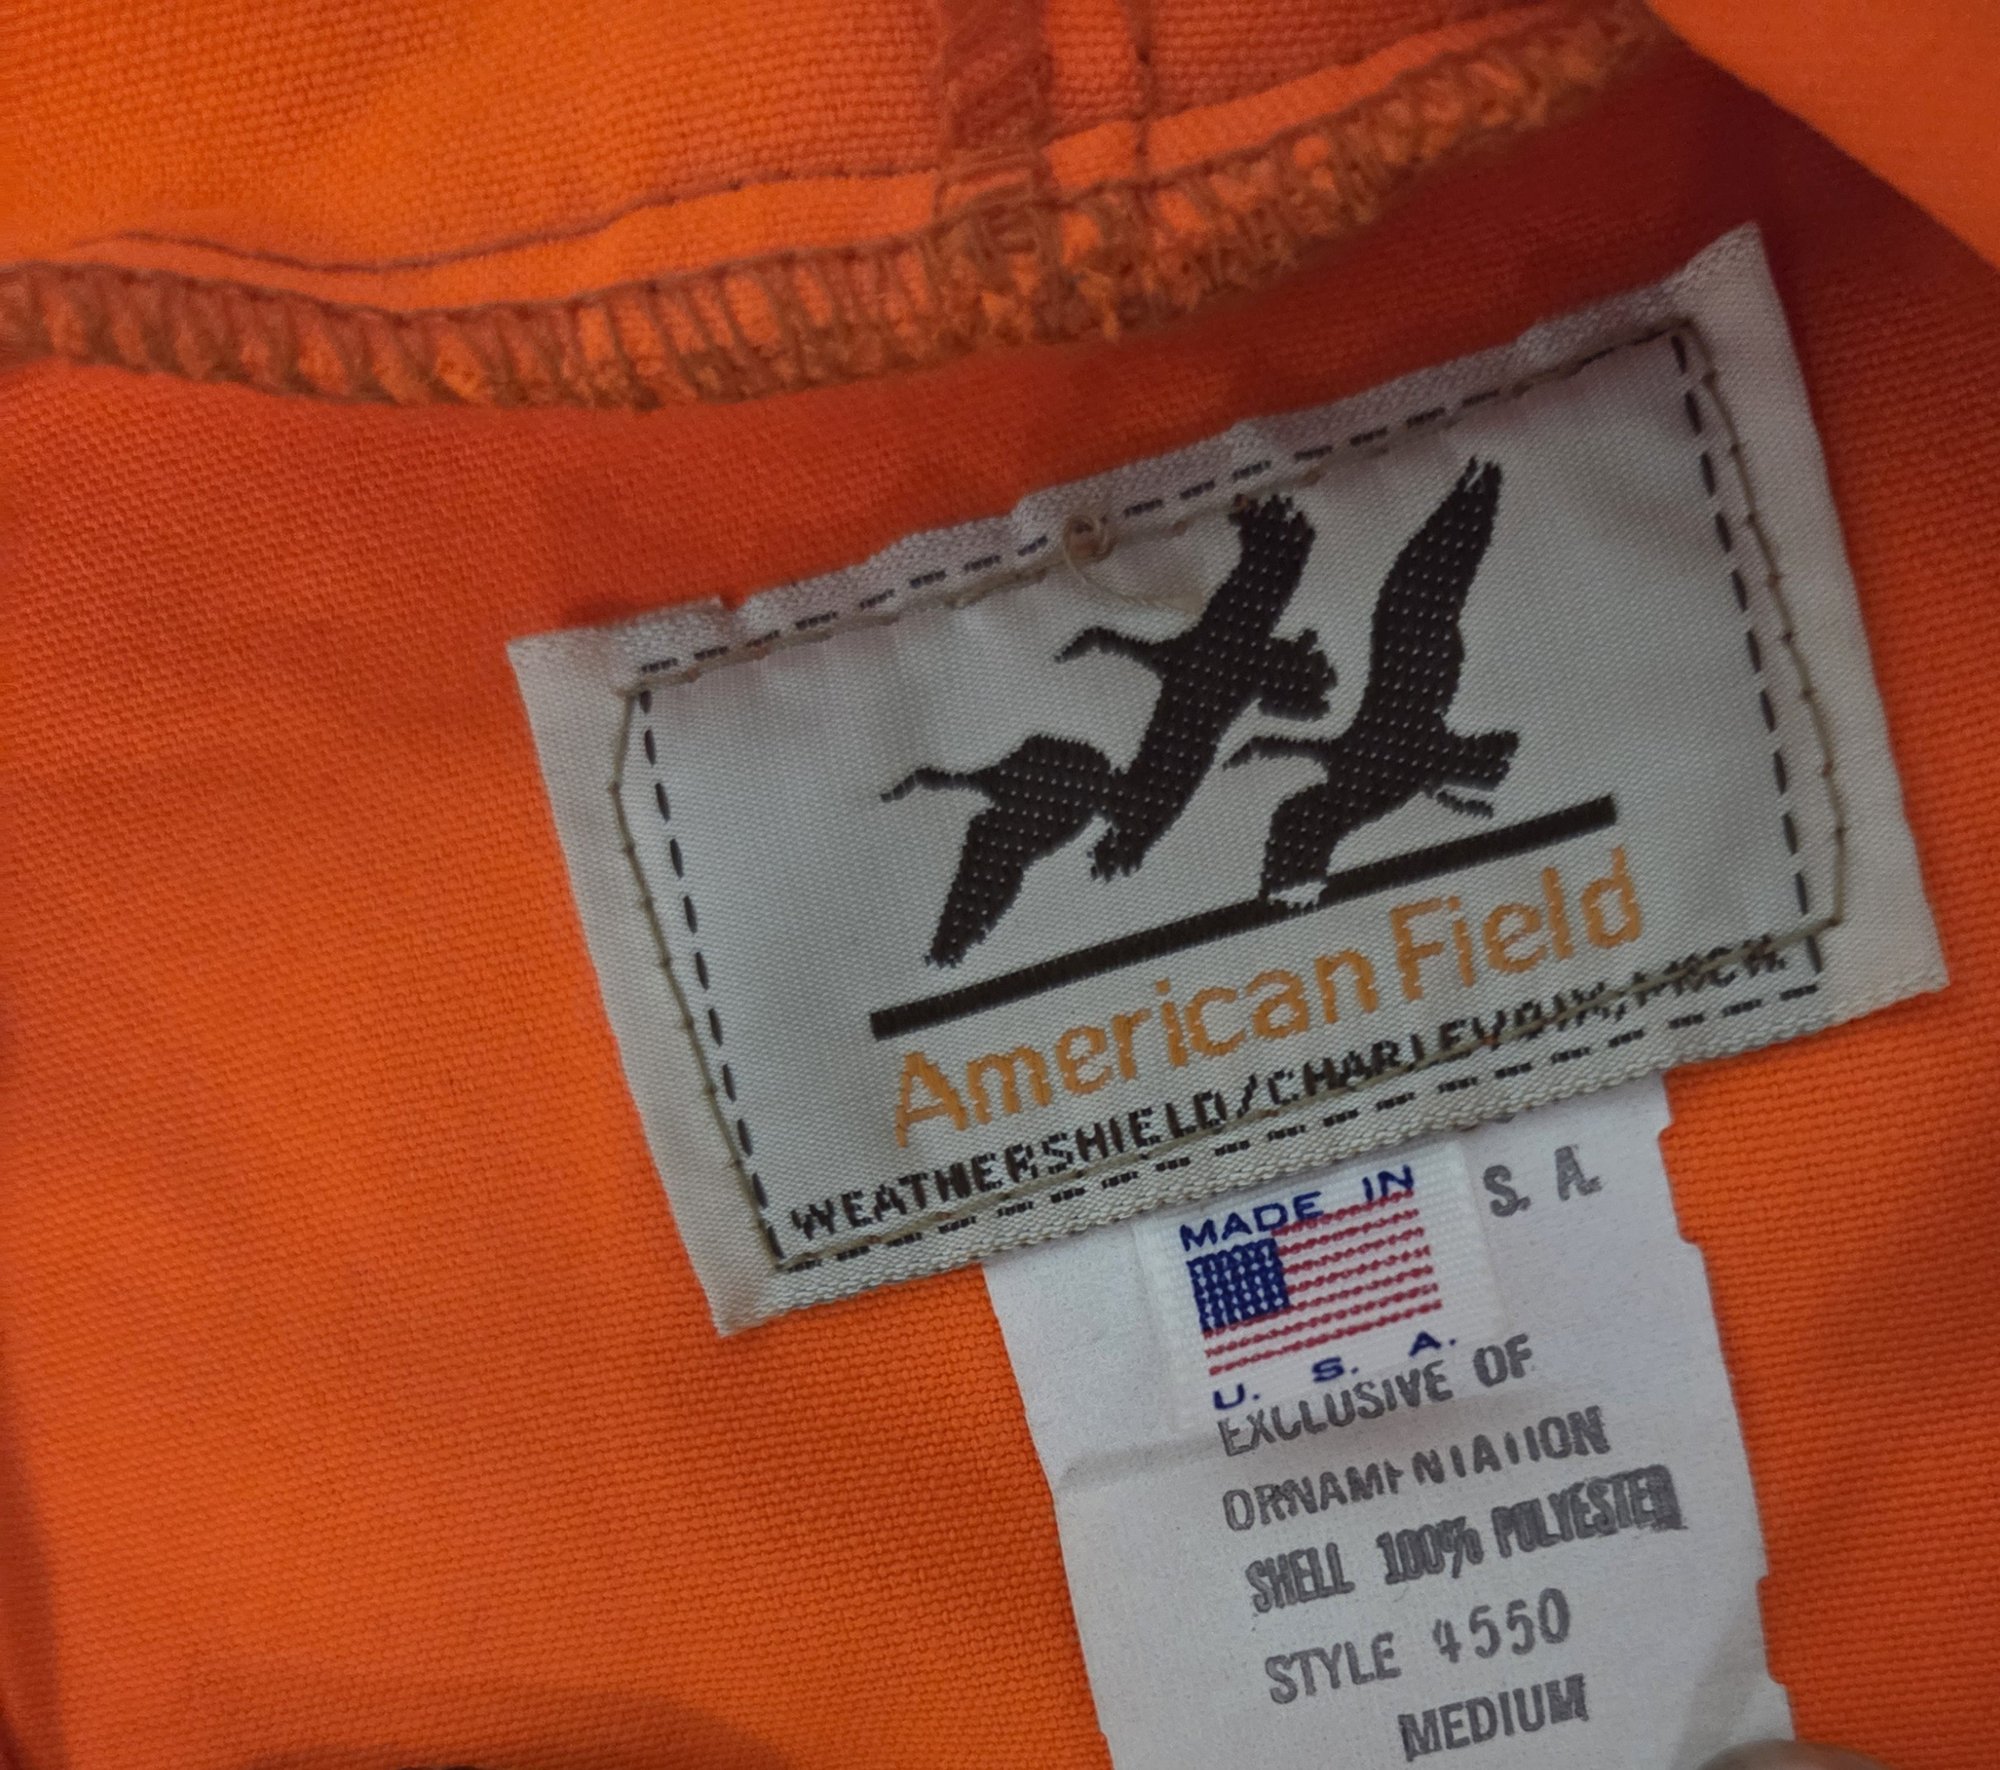 American Field
WEATHERSHIELD/CHARLEVOIX, MICH.
S. A.
MADE IN
U. S. A.
EXCLUSIVE OF
ORNAMENTATION
SHELL 100% POLYESTER
STYLE 4550
MEDIUM